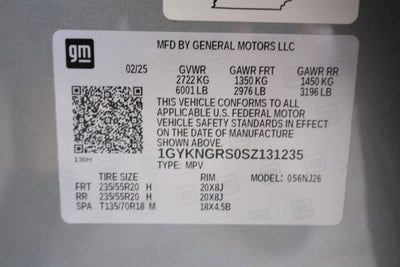 gm
MFD BY GENERAL MOTORS LLC
02/25 GVWR GAWR FRT GAWR RR
2722 KG 1350 KG 1450 KG
6001 LB 2976 LB 3196 LB
THIS VEHICLE CONFORMS TO ALL
APPLICABLE U.S. FEDERAL MOTOR
VEHICLE SAFETY STANDARDS IN EFFECT
ON THE DATE OF MANUFACTURE
SHOWN ABOVE.
130H
1GYKNGRS0SZ131235
TYPE: MPV
TIRE SIZE RIM MODEL: 056NJ26
FRT 235/55R20 H 20X8J
RR 235/55R20 H 20X8J
SPA T135/70R18 M 18X4.5B